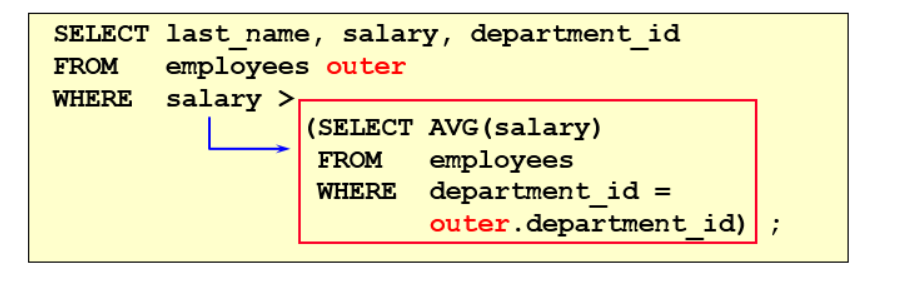 SELECT last_name, salary, department_id
FROM employees outer
WHERE salary >
(SELECT AVG(salary)
FROM employees
WHERE department_id =
outer.department_id) ;